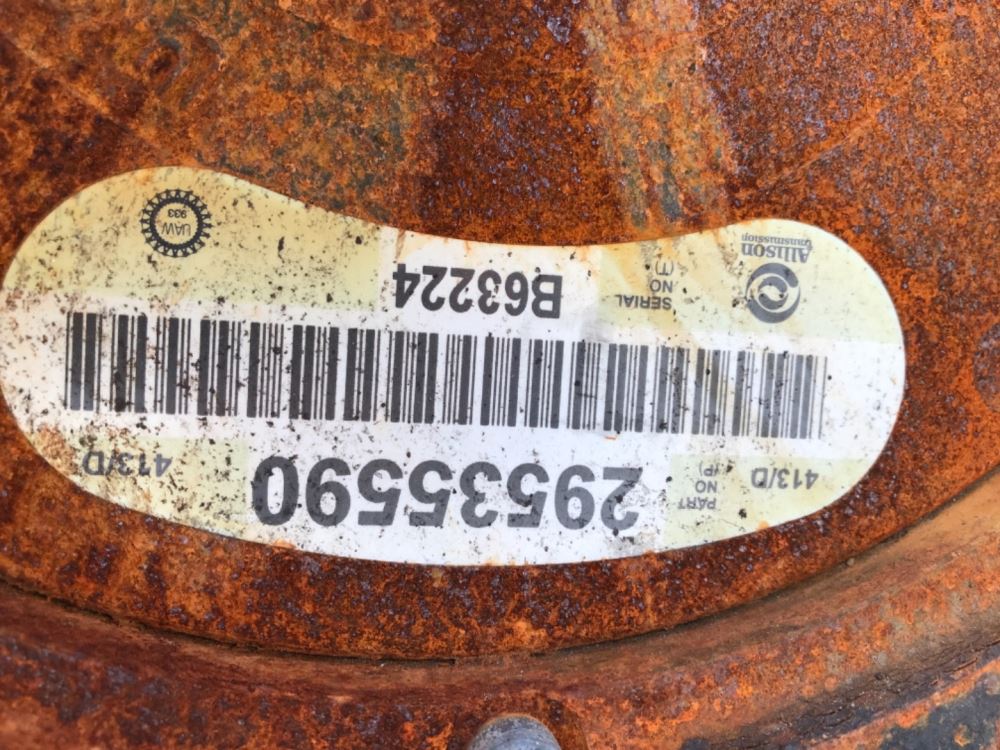 413/D
PART
NO
(P)
29535590
413/D
Allison
Transmission
SERIAL
NO
(T)
B63224
UAW
933